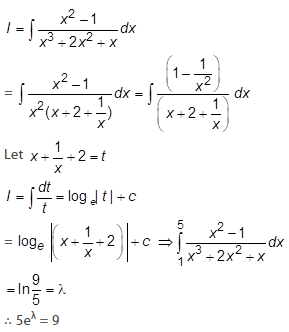 I = ∫ (x² − 1)/(x³ + 2x² + x) dx
= ∫ (x² − 1)/(x²(x + 2 + 1/x)) dx = ∫ (1 − 1/x²)/(x + 2 + 1/x) dx
Let x + 1/x + 2 = t
I = ∫ dt/t = logₑ| t | + c
= logₑ |(x + 1/x + 2)| + c ⇒ ∫₁⁵ (x² − 1)/(x³ + 2x² + x) dx
= ln 9/5 = λ
∴ 5e^λ = 9